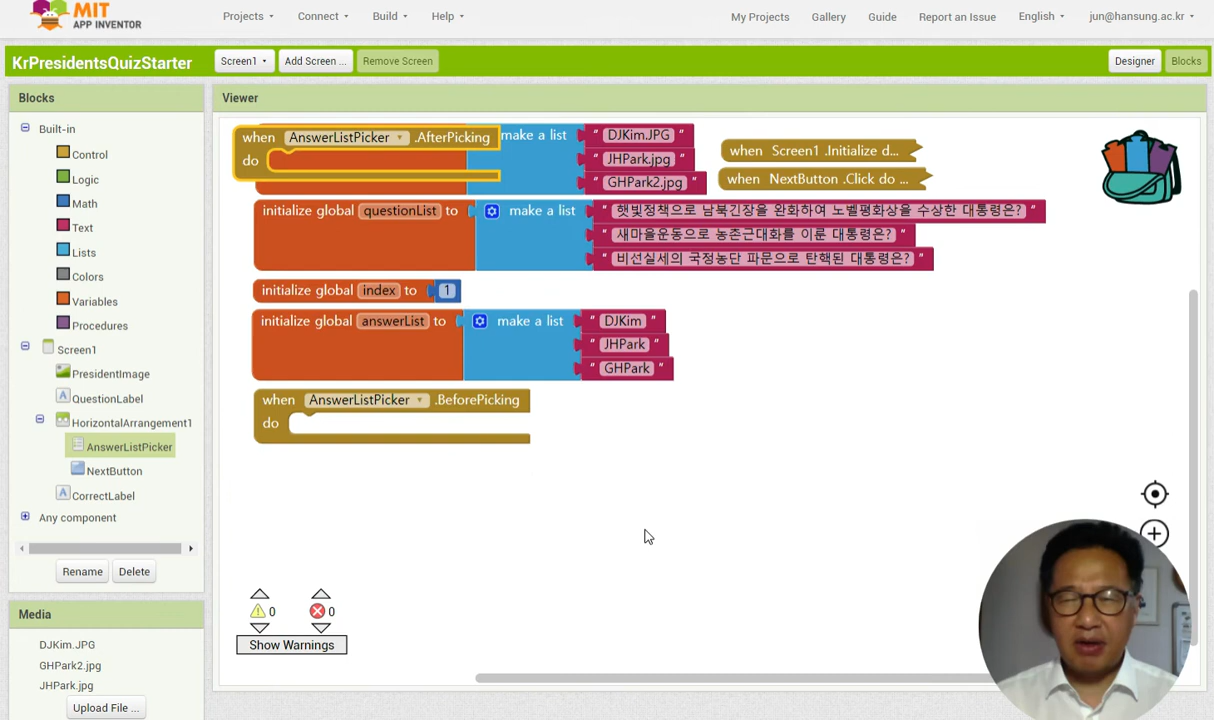 MIT
APP INVENTOR
Projects Connect Build Help My Projects Gallery Guide Report an Issue English jun@hansung.ac.kr
KrPresidentsQuizStarter Screen1 Add Screen ... Remove Screen Designer Blocks
Blocks
Viewer
Built-in
Control
Logic
Math
Text
Lists
Colors
Variables
Procedures
Screen1
PresidentImage
QuestionLabel
HorizontalArrangement1
AnswerListPicker
NextButton
CorrectLabel
Any component
Rename Delete
Media
DJKim.JPG
GHPark2.jpg
JHPark.jpg
Upload File ...
when AnswerListPicker .AfterPicking
do
make a list " DJKim.JPG "
" JHPark.jpg "
" GHPark2.jpg "
when Screen1 .Initialize d...
when NextButton .Click do ...
initialize global questionList to make a list " 햇빛정책으로 남북긴장을 완화하여 노벨평화상을 수상한 대통령은? "
" 새마을운동으로 농촌근대화를 이룬 대통령은? "
" 비선실세의 국정농단 파문으로 탄핵된 대통령은? "
initialize global index to 1
initialize global answerList to make a list " DJKim "
" JHPark "
" GHPark "
when AnswerListPicker .BeforePicking
do
0 0
Show Warnings